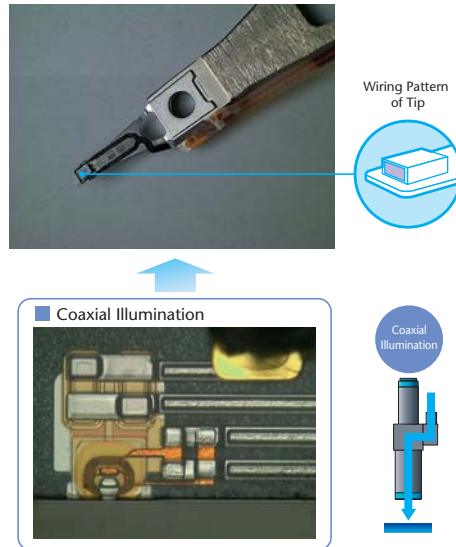 Wiring Pattern
of Tip
Coaxial Illumination
Coaxial
Illumination